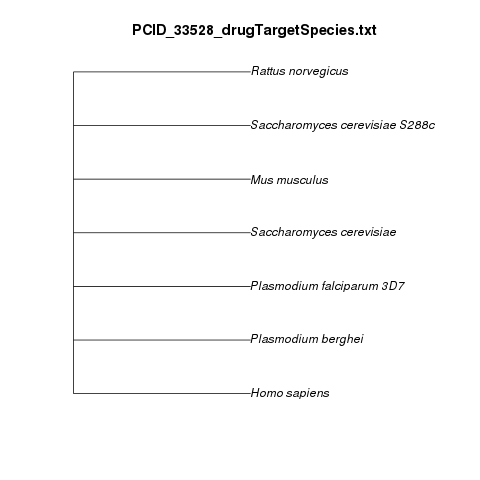 PCID_33528_drugTargetSpecies.txt
Rattus norvegicus
Saccharomyces cerevisiae S288c
Mus musculus
Saccharomyces cerevisiae
Plasmodium falciparum 3D7
Plasmodium berghei
Homo sapiens